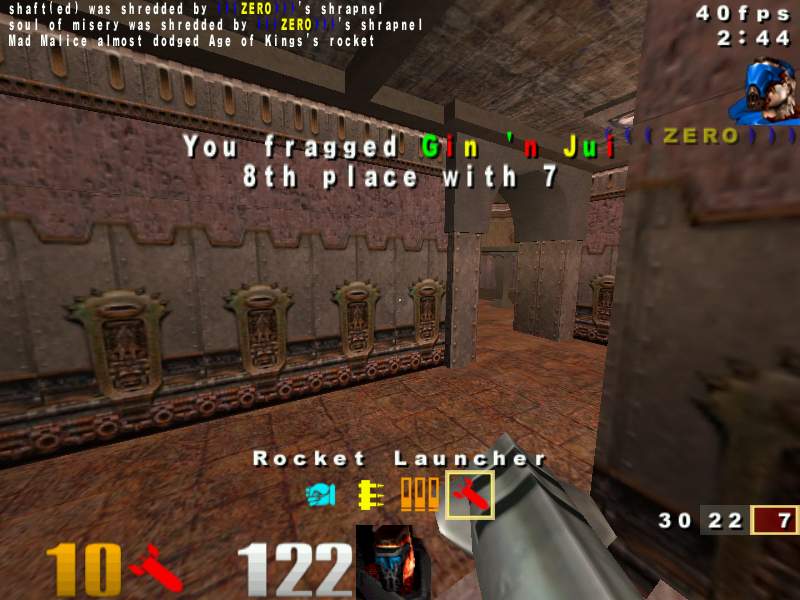 shaft(ed) was shredded by (((ZERO)))'s shrapnel
soul of misery was shredded by (((ZERO)))'s shrapnel
Mad Malice almost dodged Age of Kings's rocket
40fps
2:44
(((ZERO)))
You fragged Gin 'n Jui
8th place with 7
Rocket Launcher
30 22 7
10 122